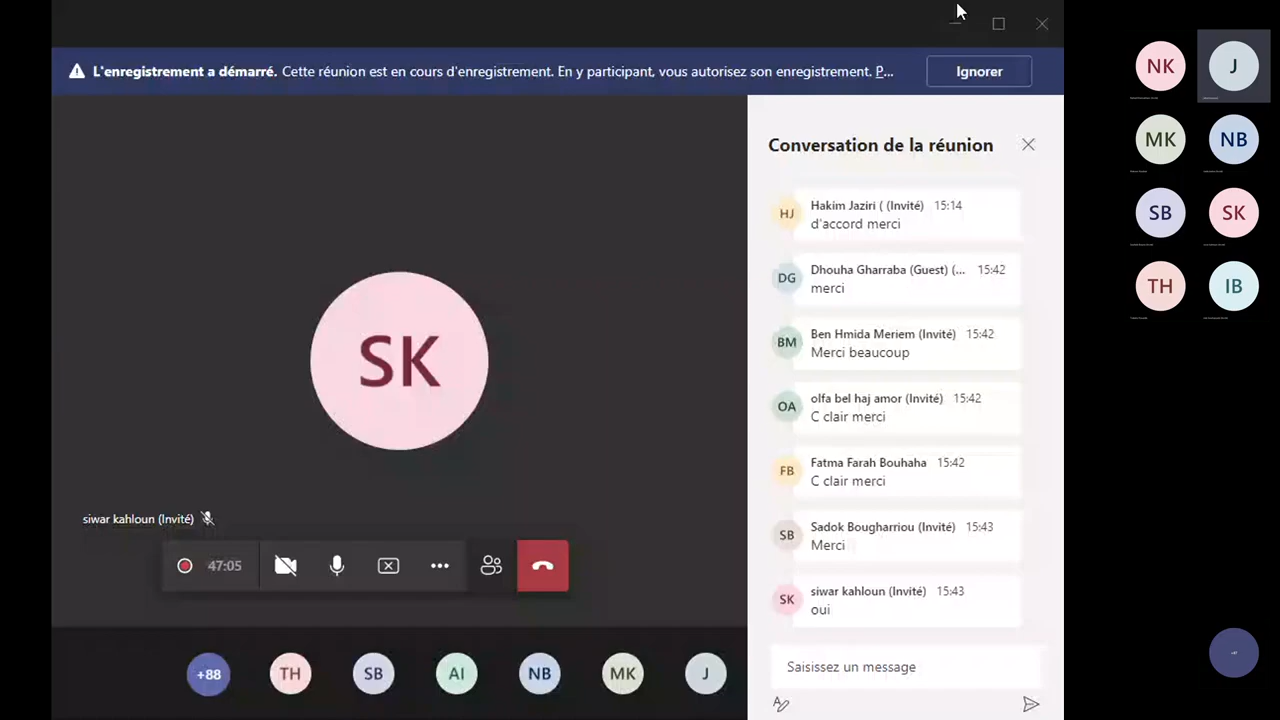 L'enregistrement a démarré. Cette réunion est en cours d'enregistrement. En y participant, vous autorisez son enregistrement. P...
Ignorer
Conversation de la réunion
HJ
Hakim Jaziri ( (Invité) 15:14
d'accord merci
DG
Dhouha Gharraba (Guest) (... 15:42
merci
BM
Ben Hmida Meriem (Invité) 15:42
Merci beaucoup
OA
olfa bel haj amor (Invité) 15:42
C clair merci
FB
Fatma Farah Bouhaha 15:42
C clair merci
SB
Sadok Bougharriou (Invité) 15:43
Merci
SK
siwar kahloun (Invité) 15:43
oui
Saisissez un message
SK
siwar kahloun (Invité)
47:05
+88 TH SB AI NB MK J
NK J
MK NB
SB SK
TH IB